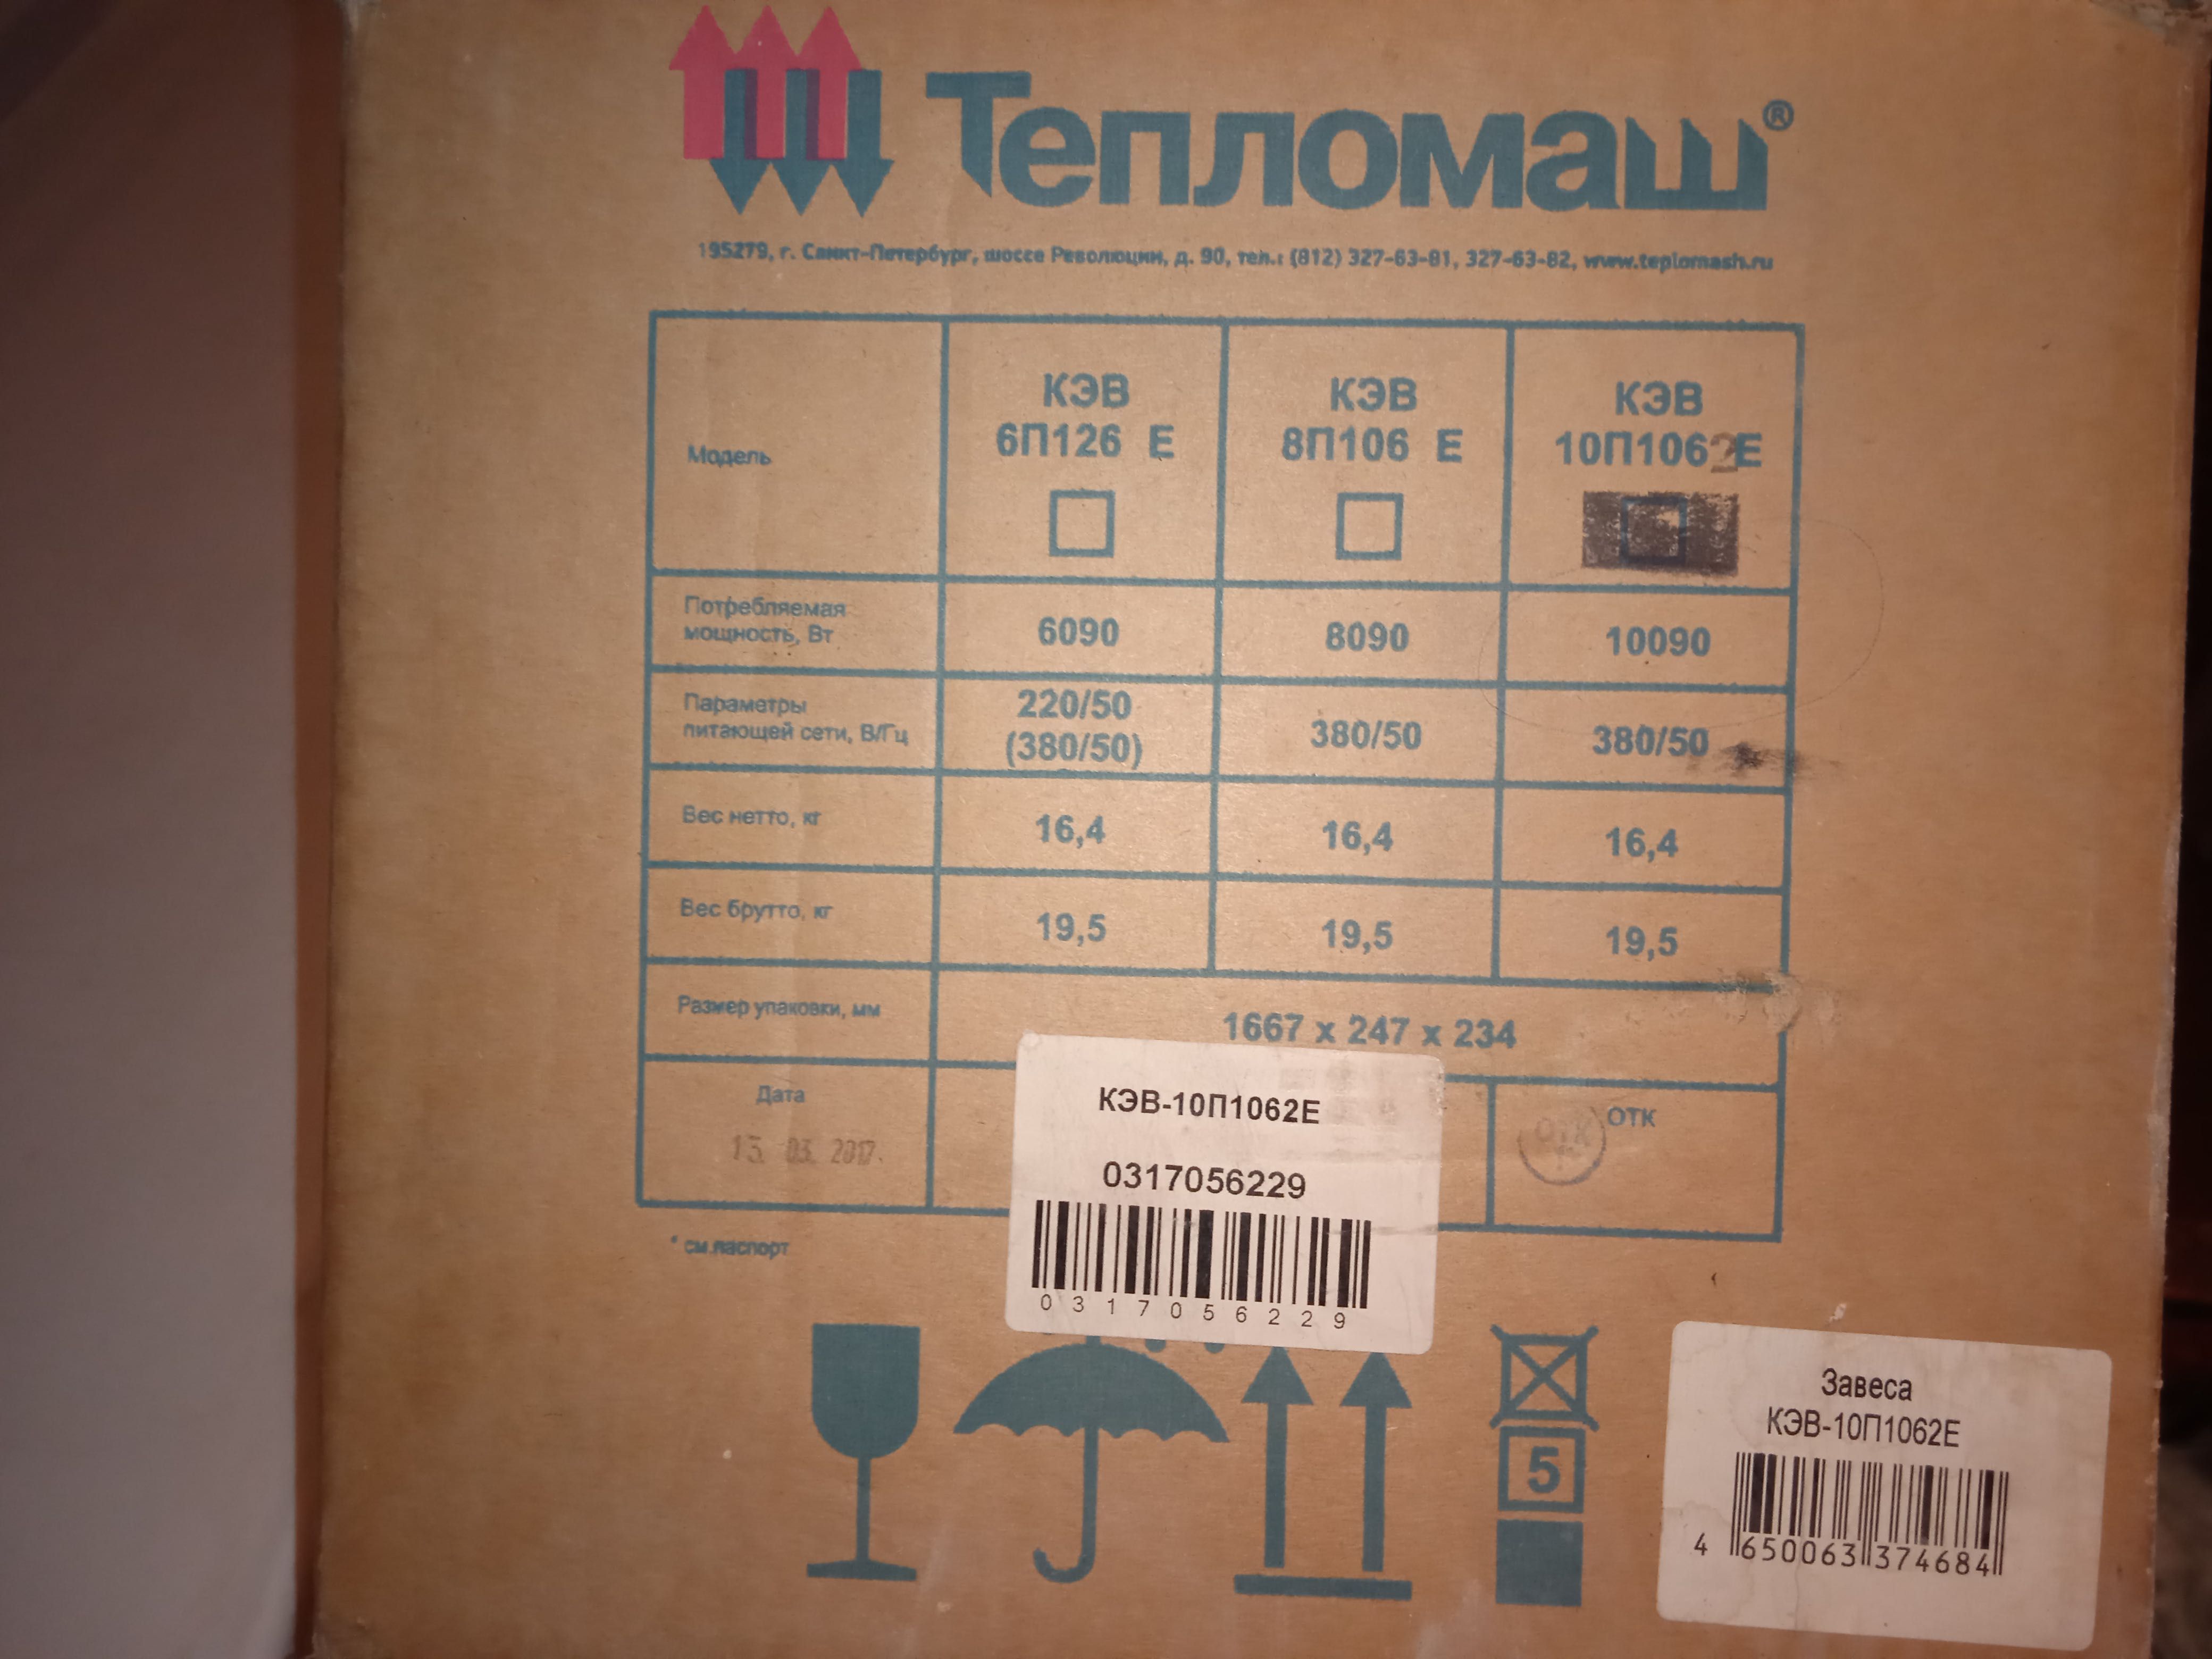 Тепломаш®
195279, г. Санкт-Петербург, шоссе Революции, д. 90, тел.: (812) 327-63-81, 327-63-82, www.teplomash.ru
Модель
КЭВ
6П126 Е
КЭВ
8П106 Е
КЭВ
10П1062Е
Потребляемая
мощность, Вт
6090
8090
10090
Параметры
питающей сети, В/Гц
220/50
(380/50)
380/50
380/50
Вес нетто, кг
16,4
16,4
16,4
Вес брутто, кг
19,5
19,5
19,5
Размер упаковки, мм
1667 х 247 х 234
Дата
15. 03. 2017.
ОТК
ОТК
* см.паспорт
КЭВ-10П1062Е
0317056229
0317056229
5
Завеса
КЭВ-10П1062Е
4 650063 374684